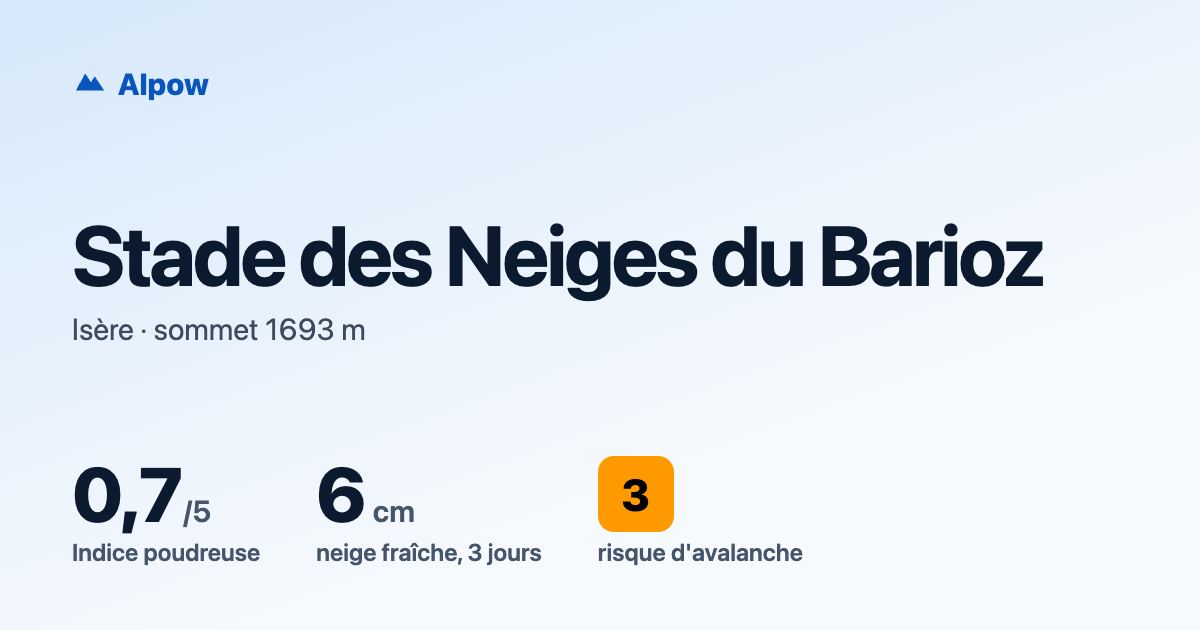 Alpow
Stade des Neiges du Barioz
Isère · sommet 1693 m
0,7/5 6 cm 3
Indice poudreuse neige fraîche, 3 jours risque d'avalanche